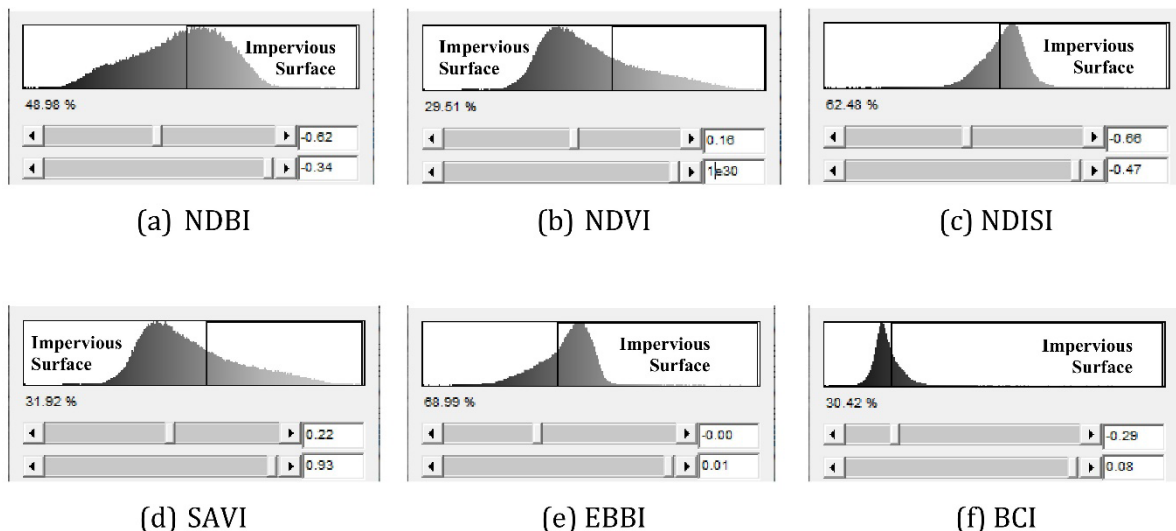 Impervious
Surface
48.98 %
-0.62
-0.34
(a) NDBI
Impervious
Surface
29.51 %
0.16
1e30
(b) NDVI
Impervious
Surface
62.48 %
-0.66
-0.47
(c) NDISI
Impervious
Surface
31.92 %
0.22
0.93
(d) SAVI
Impervious
Surface
68.99 %
-0.00
0.01
(e) EBBI
Impervious
Surface
30.42 %
-0.29
0.08
(f) BCI